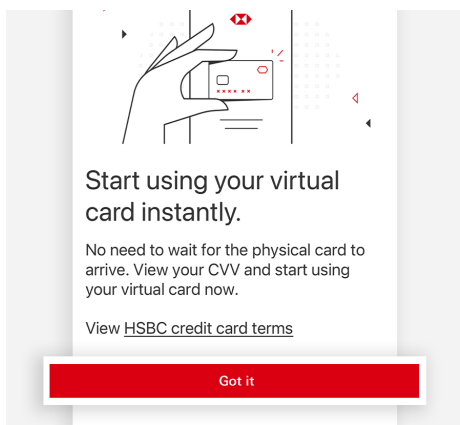 Start using your virtual
card instantly.
No need to wait for the physical card to
arrive. View your CVV and start using
your virtual card now.
View HSBC credit card terms
Got it